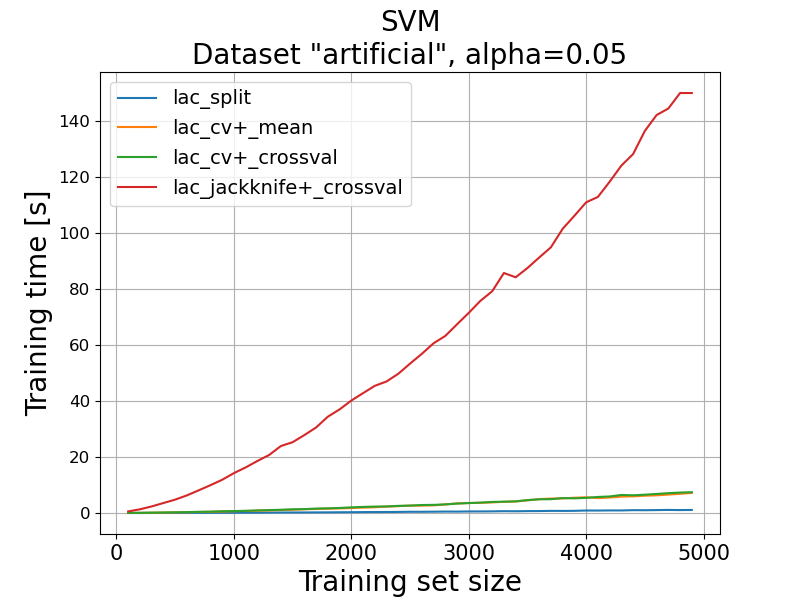 SVM
Dataset "artificial", alpha=0.05
lac_split
lac_cv+_mean
lac_cv+_crossval
lac_jackknife+_crossval
Training time [s]
140
120
100
80
60
40
20
0
0 1000 2000 3000 4000 5000
Training set size